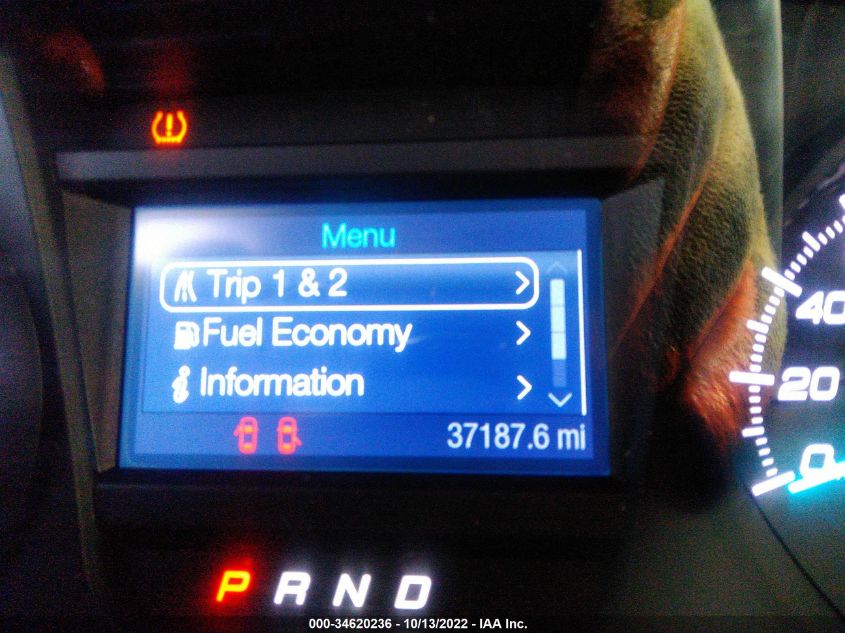 Menu
Trip 1 & 2
Fuel Economy
Information
37187.6 mi
40
20
0
P R N D
000-34620236 - 10/13/2022 - IAA Inc.